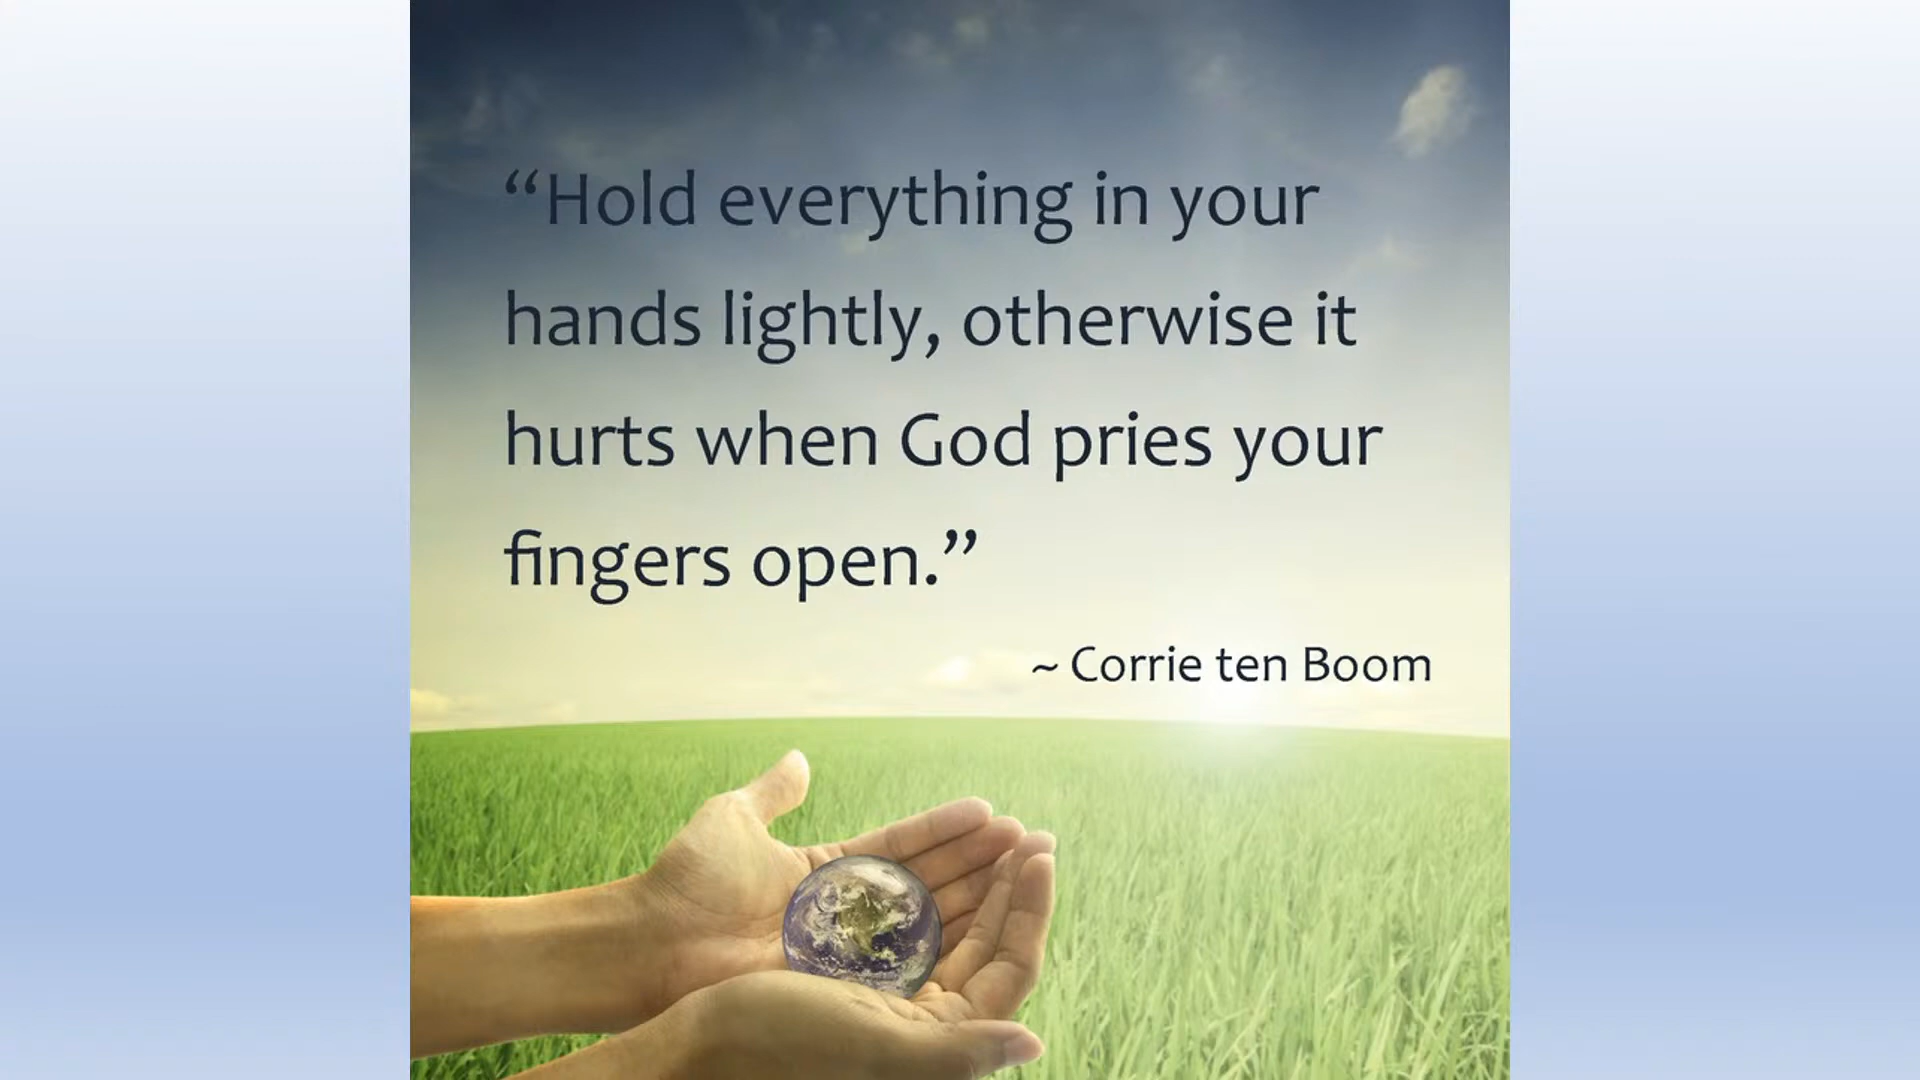 “Hold everything in your
hands lightly, otherwise it
hurts when God pries your
fingers open.”
~ Corrie ten Boom